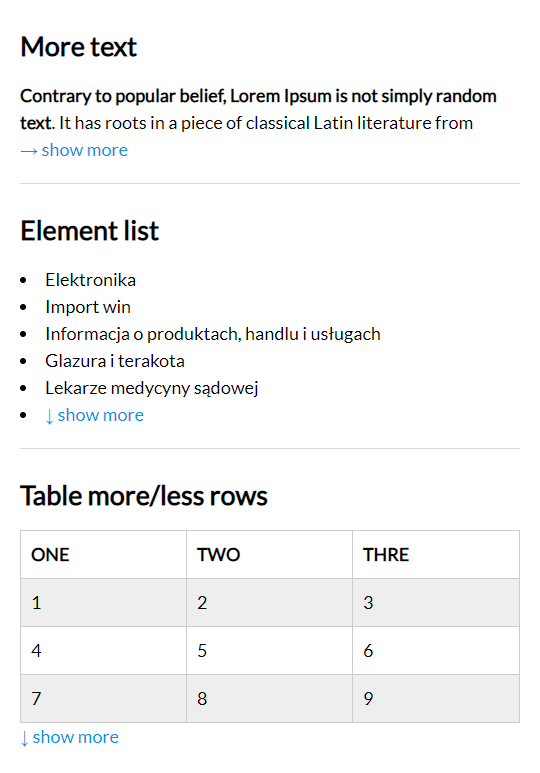 More text
Contrary to popular belief, Lorem Ipsum is not simply random
text. It has roots in a piece of classical Latin literature from
→ show more
Element list
• Elektronika
• Import win
• Informacja o produktach, handlu i usługach
• Glazura i terakota
• Lekarze medycyny sądowej
• ↓ show more
Table more/less rows
ONE TWO THRE
1 2 3
4 5 6
7 8 9
↓ show more